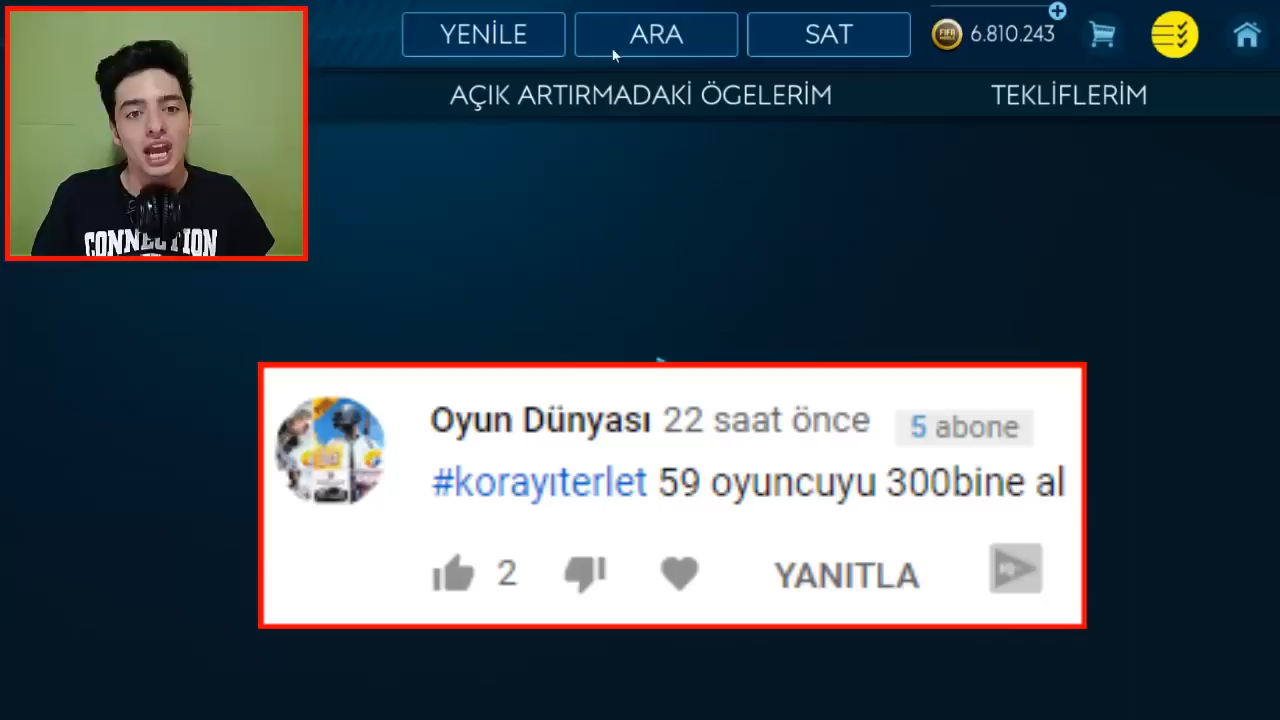 YENİLE
ARA
SAT
FIFA
6.810.243
AÇIK ARTIRMADAKİ ÖGELERİM
TEKLİFLERİM
CONNECTION
Oyun Dünyası 22 saat önce 5 abone
#korayıterlet 59 oyuncuyu 300bine al
2
YANITLA